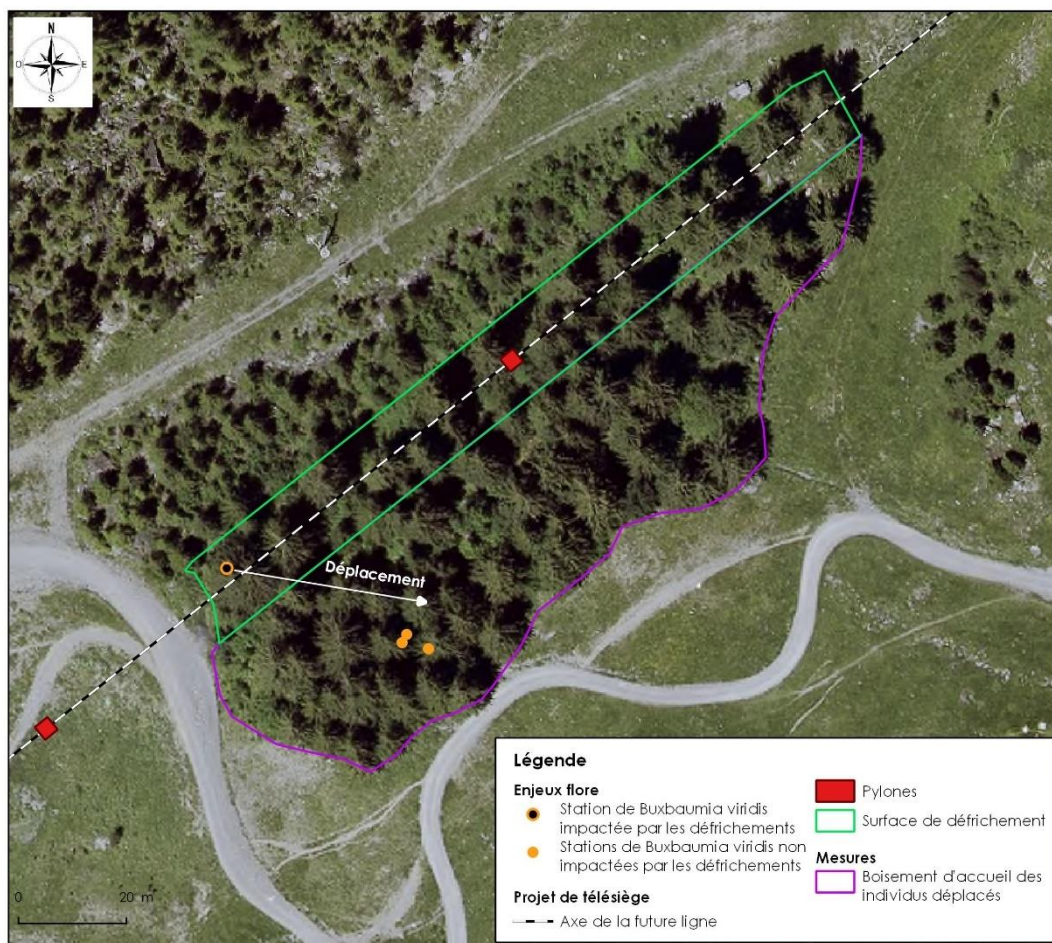 N
O
E
S
Déplacement
20 m
0
Légende
Enjeux flore
Station de Buxbaumia viridis
impactée par les défrichements
Stations de Buxbaumia viridis non
impactées par les défrichements
Projet de télésiège
Axe de la future ligne
Pylones
Surface de défrichement
Mesures
Boisement d'accueil des
individus déplacés